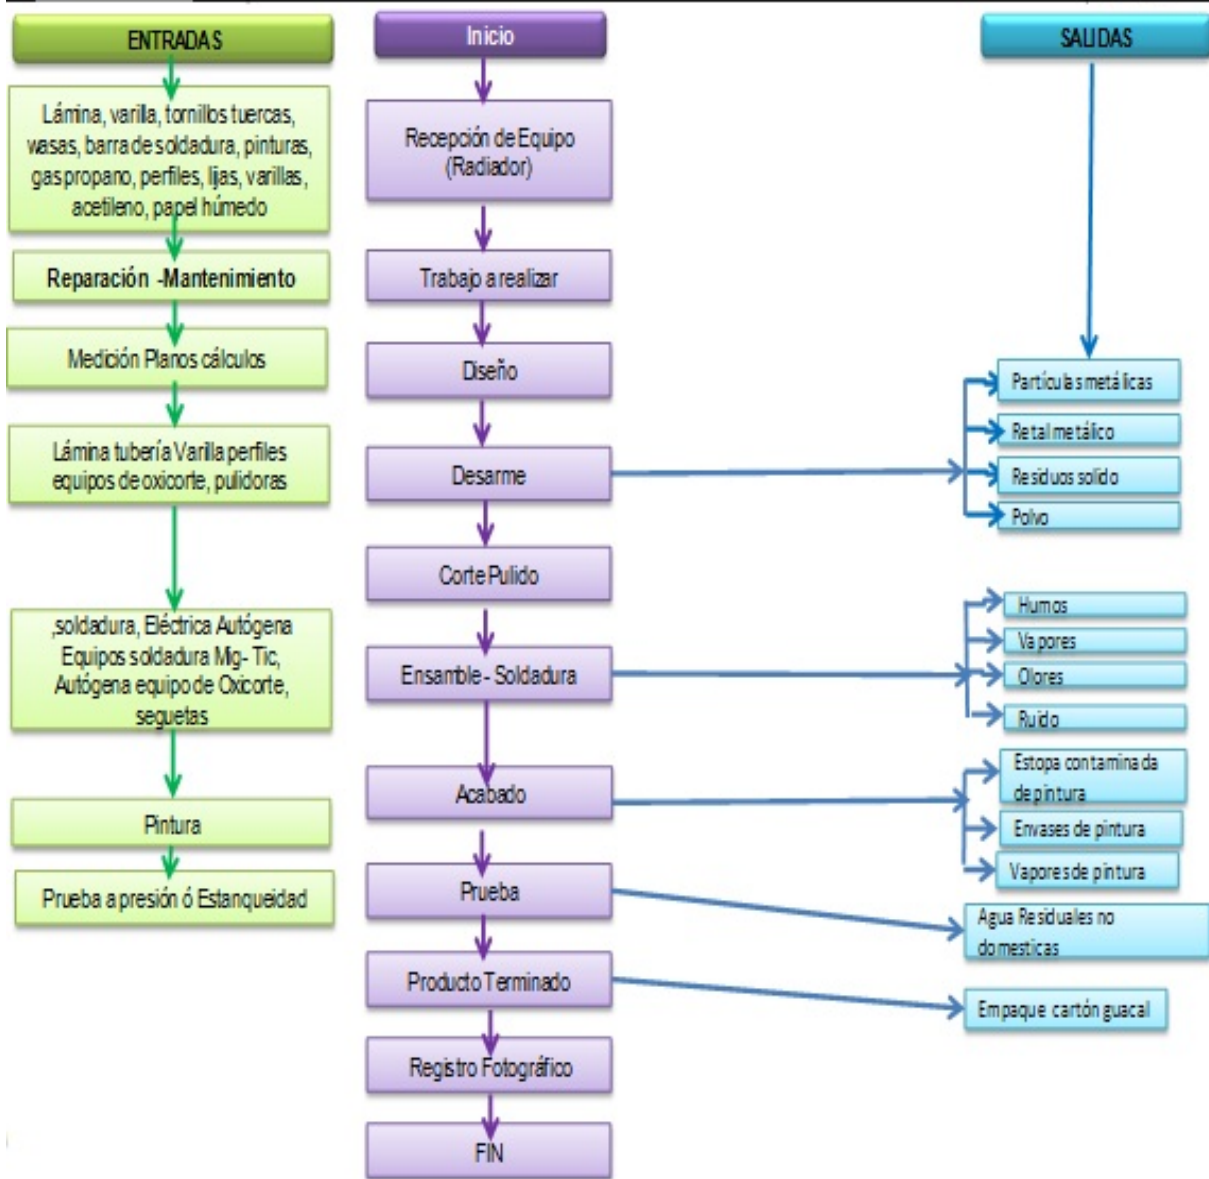 ENTRADAS
Lámina, varilla, tornillos tuercas,
wasas, barra de soldadura, pinturas,
gas propano, perfiles, lijas, varillas,
acetileno, papel húmedo
Reparación -Mantenimiento
Medición Planos cálculos
Lámina tubería Varilla perfiles
equipos de oxicorte, pulidoras
,soldadura, Eléctrica Autógena
Equipos soldadura Mig- Tic,
Autógena equipo de Oxicorte,
seguetas
Pintura
Prueba a presión ó Estanqueidad
Inicio
Recepción de Equipo
(Radiador)
Trabajo a realizar
Diseño
Desarme
Corte Pulido
Ensamble - Soldadura
Acabado
Prueba
Producto Terminado
Registro Fotográfico
FIN
SALIDAS
Partículas metálicas
Retal metálico
Residuos solido
Polvo
Humos
Vapores
Olores
Ruido
Estopa contaminada
de pintura
Envases de pintura
Vapores de pintura
Agua Residuales no
domesticas
Empaque cartón guacal